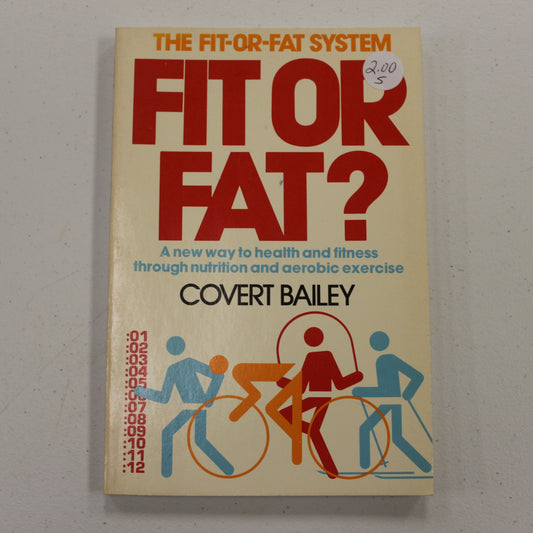 THE FIT-OR-FAT SYSTEM
2.00
S
FIT OR
FAT?
A new way to health and fitness
through nutrition and aerobic exercise
COVERT BAILEY
:01
:02
:03
:04
:05
:06
:07
:08
:09
:10
:11
:12